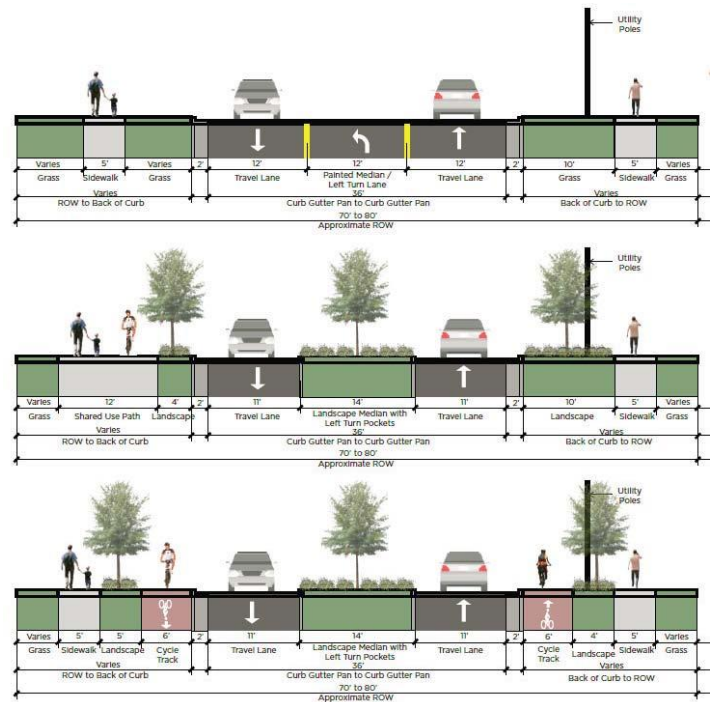 Utility
Poles
Varies 5' Varies 2' 12' 12' 12' 2' 10' 5' Varies
Grass Sidewalk Grass Travel Lane Painted Median / Travel Lane Grass Sidewalk Grass
Left Turn Lane
Varies 36' Varies
ROW to Back of Curb Curb Gutter Pan to Curb Gutter Pan Back of Curb to ROW
70' to 80'
Approximate ROW
Utility
Poles
Varies 12' 4' 2' 11' 14' 11' 2' 10' 5' Varies
Grass Shared Use Path Landscape Travel Lane Landscape Median with Travel Lane Landscape Sidewalk Grass
Left Turn Pockets
Varies 36' Varies
ROW to Back of Curb Curb Gutter Pan to Curb Gutter Pan Back of Curb to ROW
70' to 80'
Approximate ROW
Utility
Poles
Varies 5' 5' 6' 2' 11' 14' 11' 2' 6' 4' 5' Varies
Grass Sidewalk Landscape Cycle Travel Lane Landscape Median with Travel Lane Cycle Landscape Sidewalk Grass
Track Left Turn Pockets Track
Varies 36' Varies
ROW to Back of Curb Curb Gutter Pan to Curb Gutter Pan Back of Curb to ROW
70' to 80'
Approximate ROW